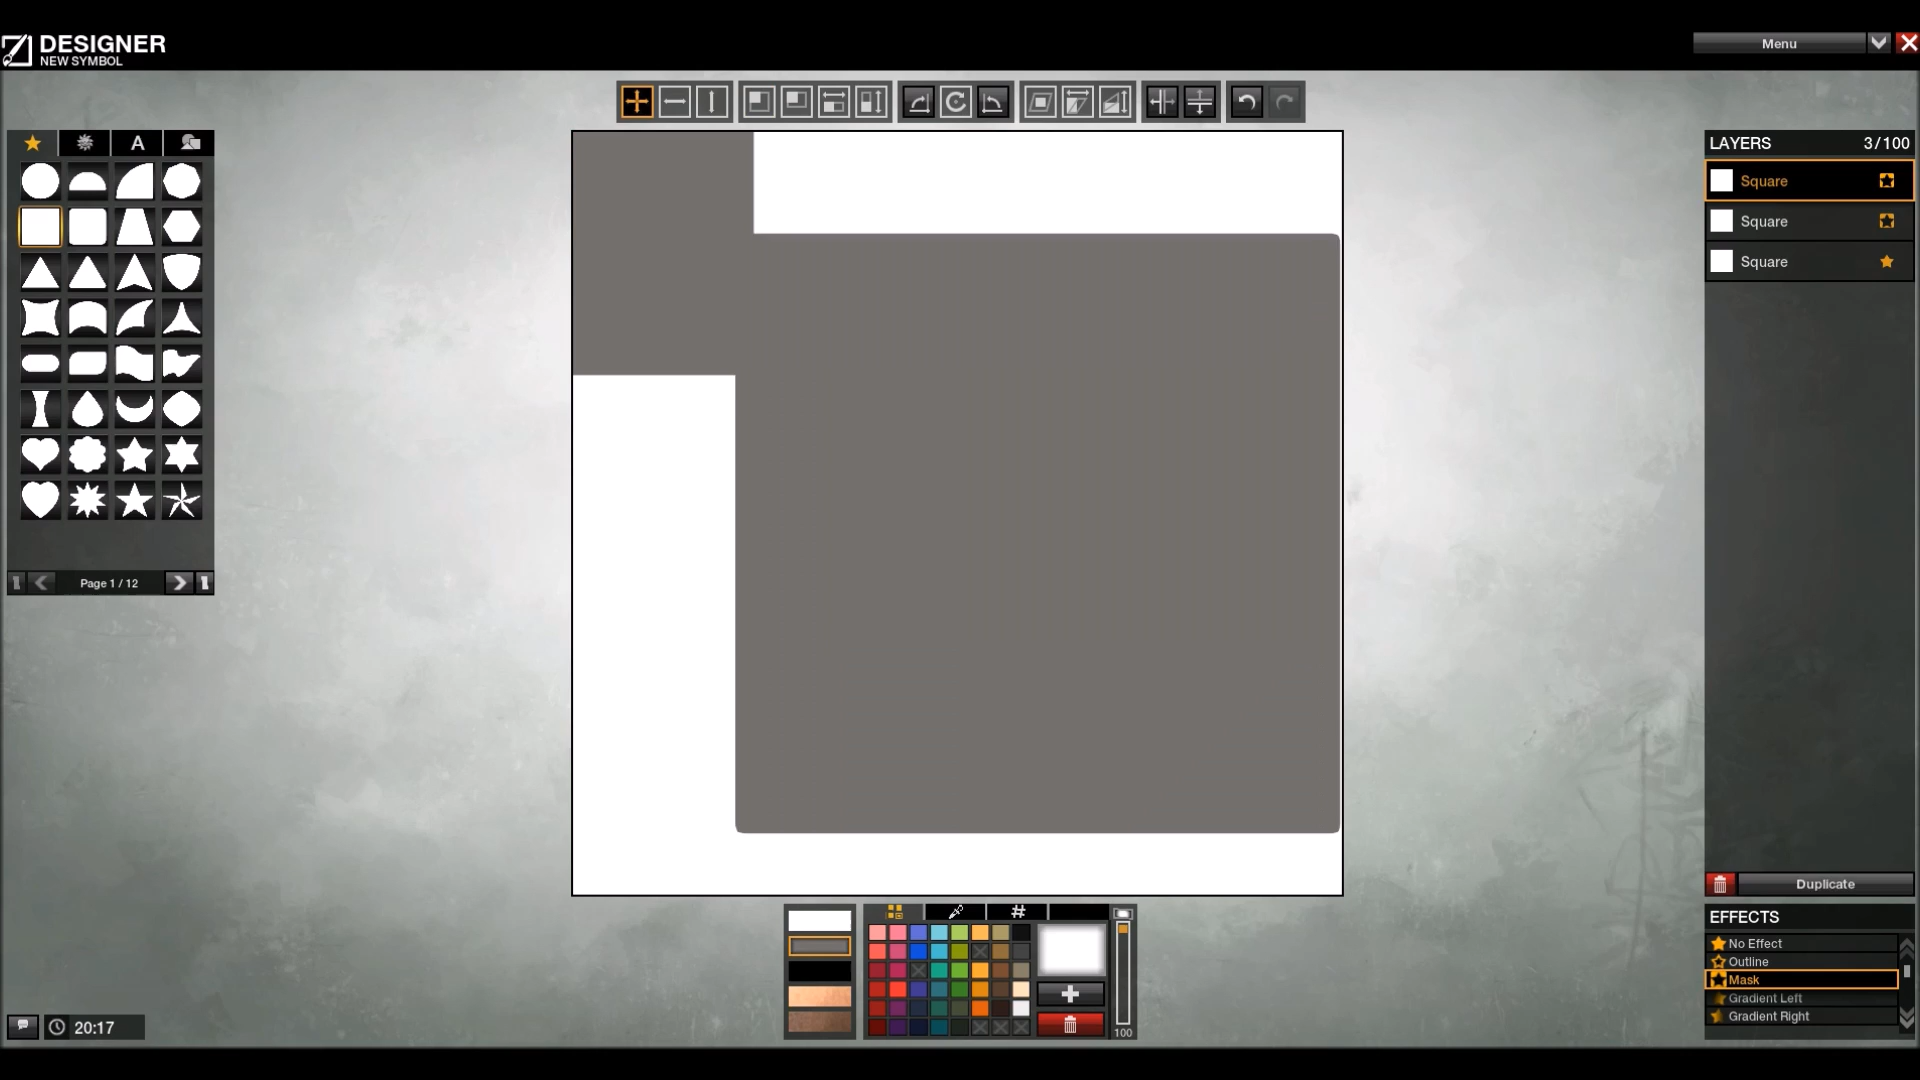 DESIGNER
NEW SYMBOL
Menu
A
LAYERS 3/100
Square
Square
Square
Page 1 / 12
Duplicate
EFFECTS
No Effect
Outline
Mask
Gradient Left
Gradient Right
#
100
20:17